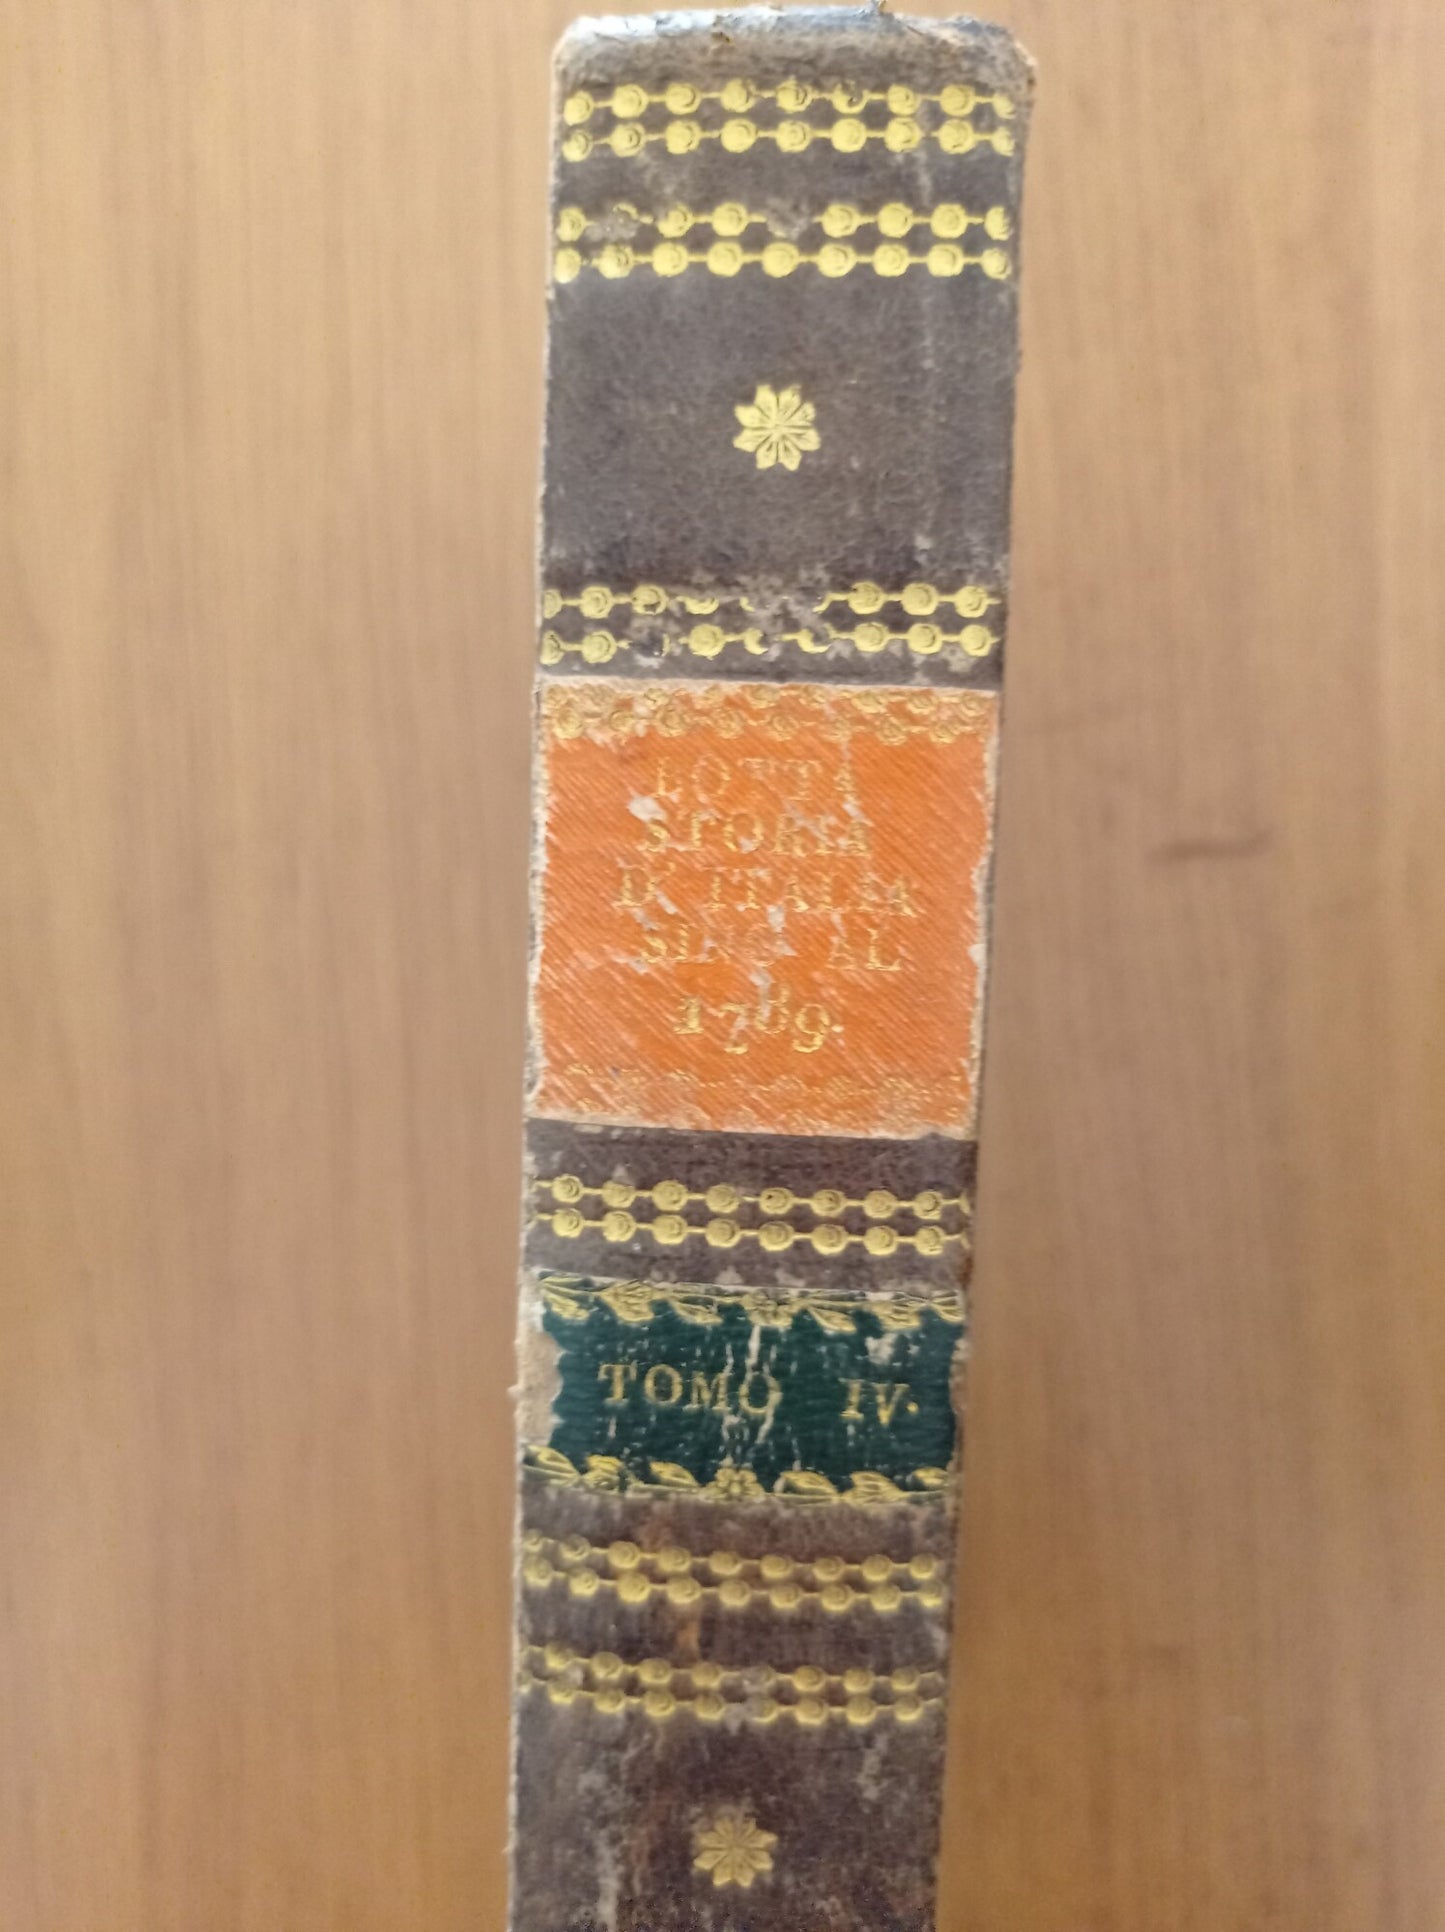 BOTTA
STORIA
D' ITALIA
SINO AL
1789.
TOMO IV.